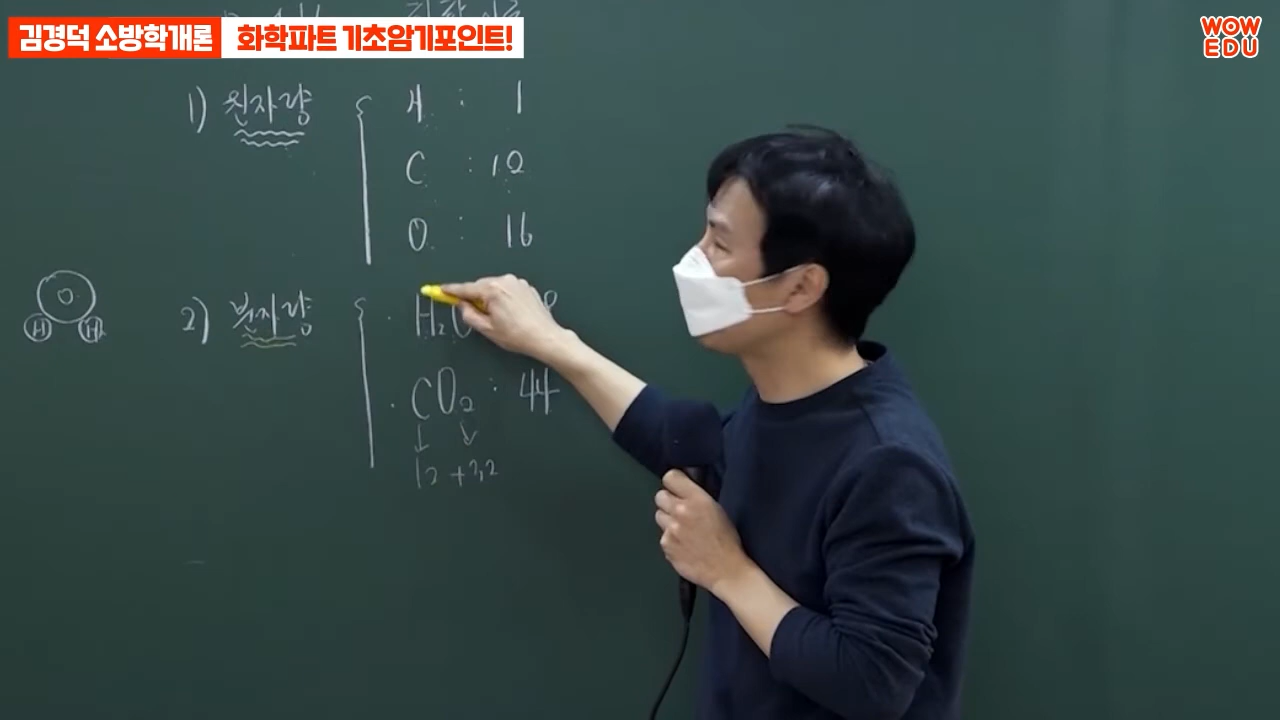 김경덕 소방학개론 화학파트 기초암기포인트!
WOW
EDU
1) 원자량 H : 1
C : 12
O : 16
O
H H
2) 분자량 · H₂O 8
· CO₂ : 44
↓ ↓
12 + 32